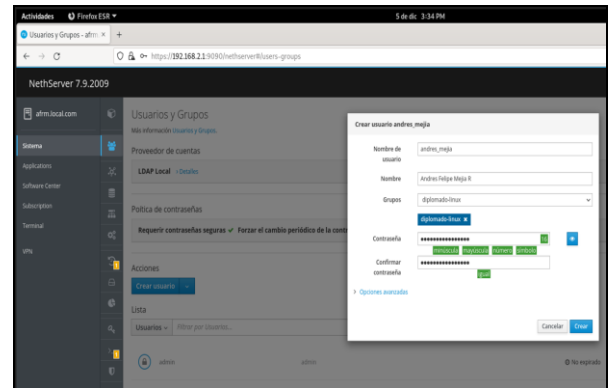 Actividades Firefox ESR
5 de dic 3:34 PM
Usuarios y Grupos - afrm
https://192.168.2.1:9090/nethserver#/users-groups
NethServer 7.9.2009
afrm.local.com
Sistema
Applications
Software Center
Subscription
Terminal
VPN
Usuarios y Grupos
Más información Usuarios y Grupos.
Proveedor de cuentas
LDAP Local Detalles
Política de contraseñas
Requerir contraseñas seguras ✔ Forzar el cambio periódico de la cont
Acciones
Crear usuario
Lista
Usuarios Filtrar por Usuarios...
admin admin No expirado
Crear usuario andres_mejia
Nombre de usuario andres_mejia
Nombre Andres Felipe Mejia R
Grupos diplomado-linux
diplomado-linux ×
Contraseña
minúscula mayúscula número símbolo
Confirmar contraseña
igual
Opciones avanzadas
Cancelar Crear